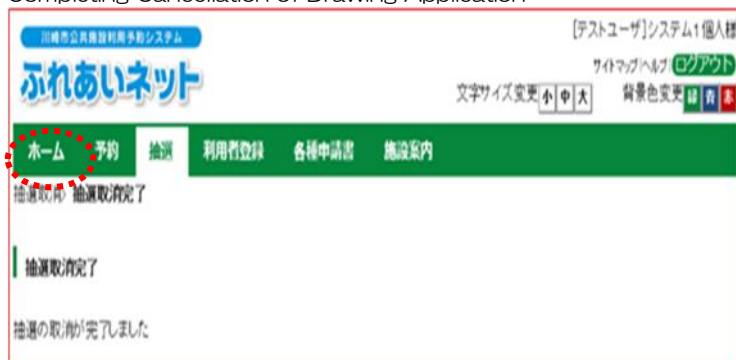 Completing Cancellation of Drawing Application
川崎市公共施設利用予約システム
[テストユーザ]システム1個人様
ふれあいネット
サイトマップ|ヘルプ|ログアウト
文字サイズ変更 小 中 大 背景色変更 緑 青 赤
ホーム 予約 抽選 利用者登録 各種申請書 施設案内
抽選取消> 抽選取消完了
抽選取消完了
抽選の取消が完了しました